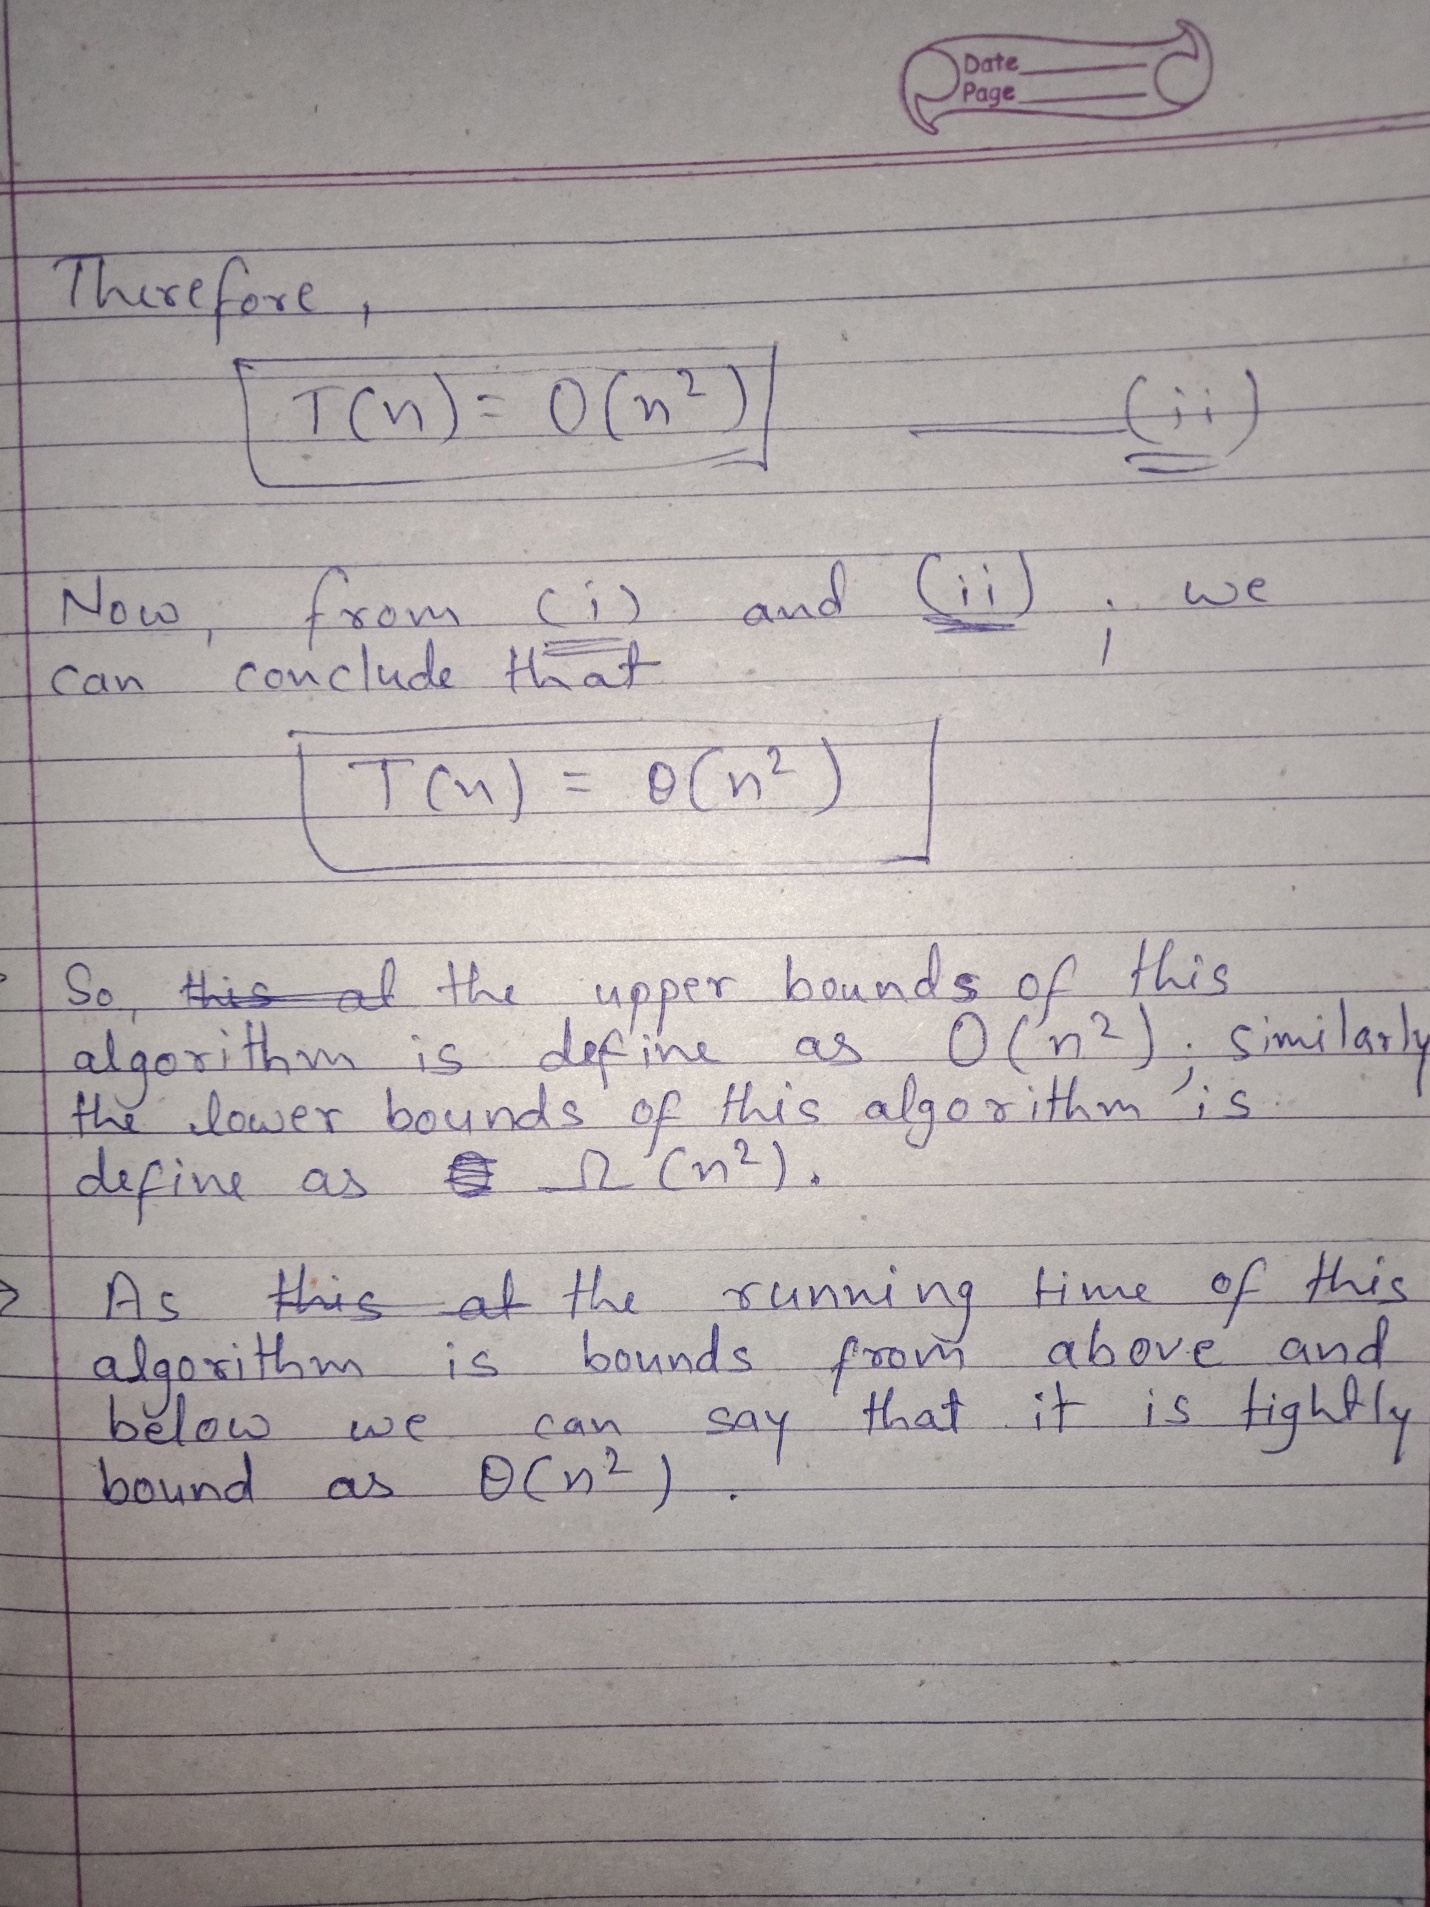 Date
Page
Therefore,
T(n) = O(n²) — (ii)
Now, from (i) and (ii), we
can conclude that
T(n) = θ(n²)
So, this al the upper bounds of this
algorithm is define as O(n²); similarly
the lower bounds of this algorithm is
define as Ω(n²).
→ As this al the running time of this
algorithm is bounds from above and
below we can say that it is tightly
bound as θ(n²).